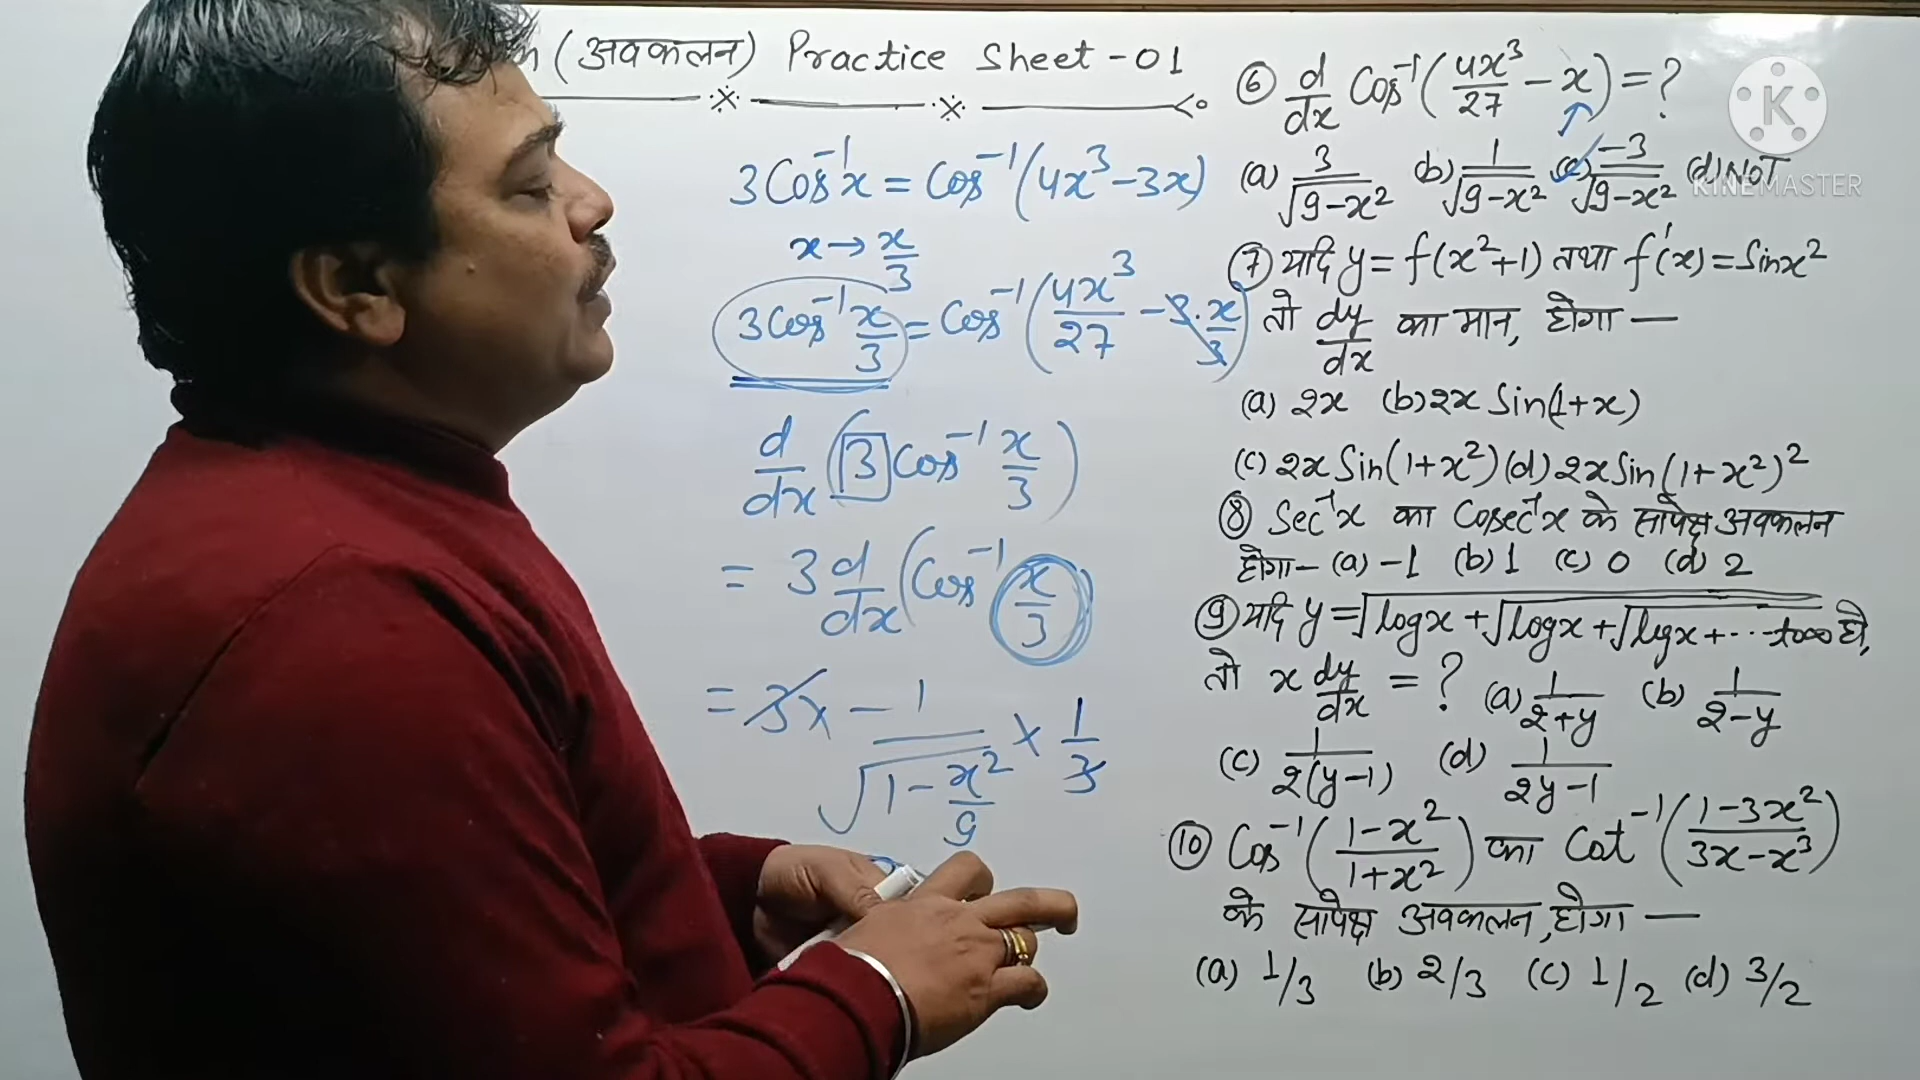 (अवकलन) Practice Sheet - 01
3Cos⁻¹x = Cos⁻¹(4x³-3x)
x → x/3
3Cos⁻¹ x/3 = Cos⁻¹(4x³/27 - 3.x/3)
d/dx (3 Cos⁻¹ x/3)
= 3 d/dx (Cos⁻¹ x/3)
= 3x -1/√(1-x²/9) × 1/3
⑥ d/dx Cos⁻¹(4x³/27 - x) = ?
(a) 3/√(9-x²) (b) 1/√(9-x²) (c) -3/√(9-x²) (d) NOT
⑦ यदि y = f(x²+1) तथा f'(x) = Sinx²
तो dy/dx का मान, होगा —
(a) 2x (b) 2x Sin(1+x)
(c) 2x Sin(1+x²) (d) 2x Sin(1+x²)²
⑧ Sec⁻¹x का Cosec⁻¹x के सापेक्ष अवकलन
होगा - (a) -1 (b) 1 (c) 0 (d) 2
⑨ यदि y = √(logx + √(logx + √(logx + ... to∞ हो,
तो x dy/dx = ? (a) 1/(2+y) (b) 1/(2-y)
(c) 1/(2(y-1)) (d) 1/(2y-1)
⑩ Cos⁻¹((1-x²)/(1+x²)) का Cot⁻¹((1-3x²)/(3x-x³))
के सापेक्ष अवकलन, होगा —
(a) 1/3 (b) 2/3 (c) 1/2 (d) 3/2
K
KINEMASTER